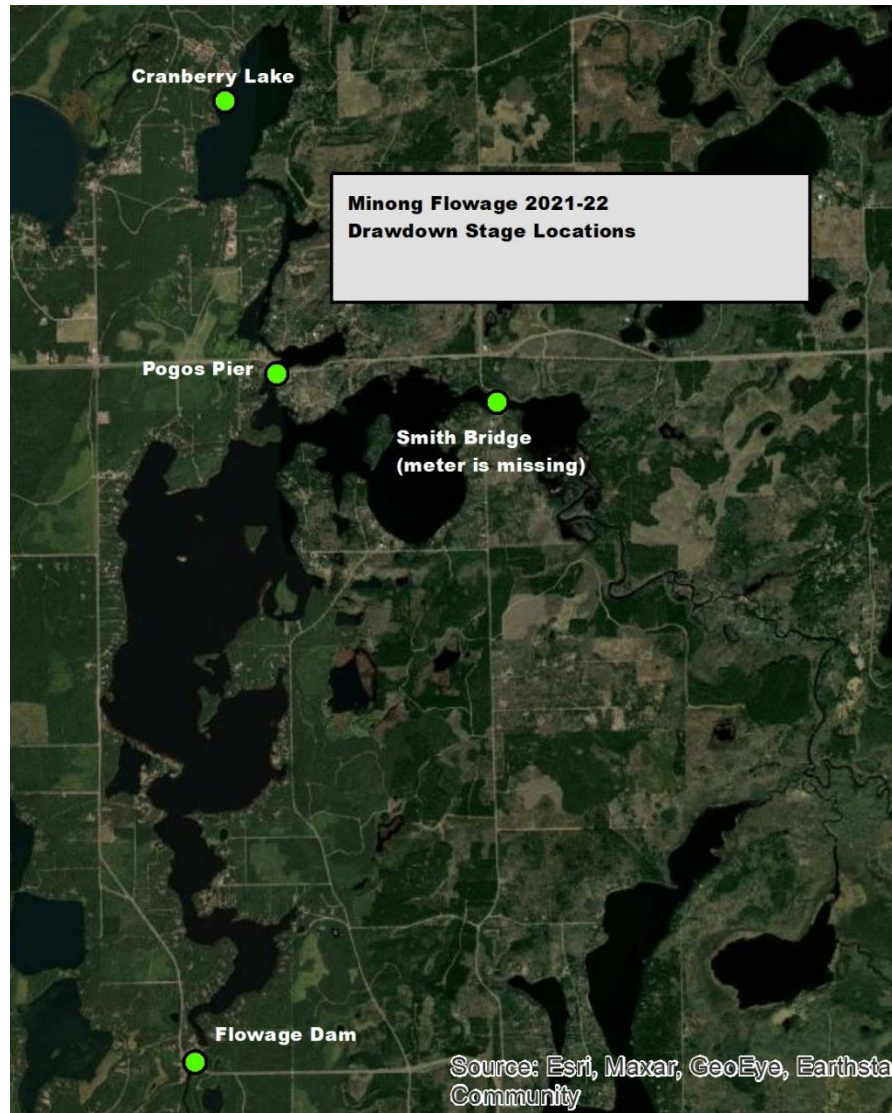 Cranberry Lake
Minong Flowage 2021-22
Drawdown Stage Locations
Pogos Pier
Smith Bridge
(meter is missing)
Flowage Dam
Source: Esri, Maxar, GeoEye, Earthsta
Community